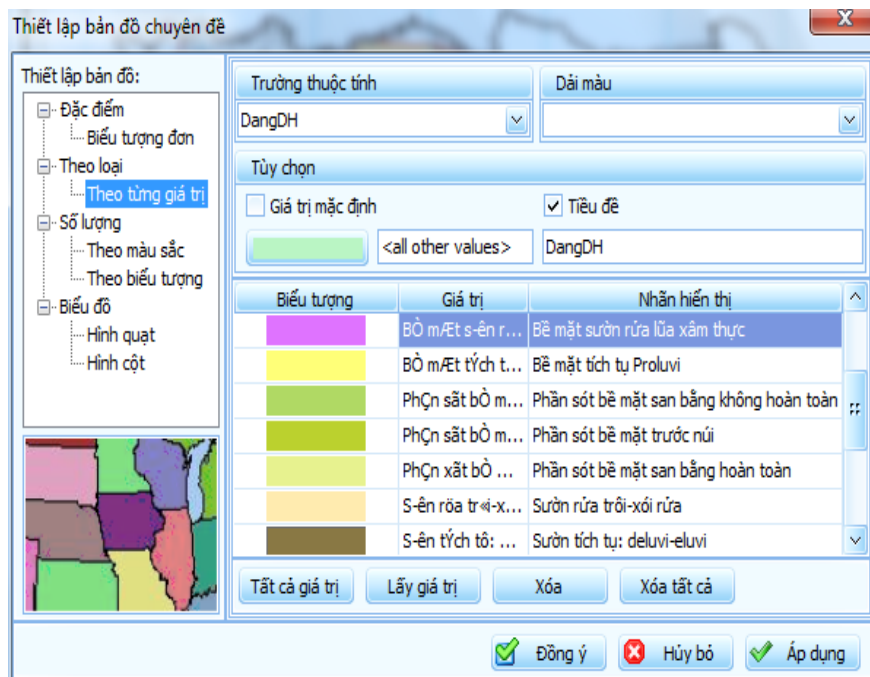 Thiết lập bản đồ chuyên đề
Thiết lập bản đồ:
Đặc điểm
Biểu tượng đơn
Theo loại
Theo từng giá trị
Số lượng
Theo màu sắc
Theo biểu tượng
Biểu đồ
Hình quạt
Hình cột
Trường thuộc tính Dải màu
DangDH
Tùy chọn
Giá trị mặc định Tiều đề
<all other values> DangDH
Biểu tượng Giá trị Nhãn hiển thị
BÒ mÆt s-ên r... Bề mặt sườn rửa lũa xâm thực
BÒ mÆt tÝch t... Bề mặt tích tụ Proluvi
PhÇn sãt bÒ m... Phần sót bề mặt san bằng không hoàn toàn
PhÇn sãt bÒ m... Phần sót bề mặt trước núi
PhÇn xãt bÒ ... Phần sót bề mặt san bằng hoàn toàn
S-ên röa tr«i-x... Sườn rửa trôi-xói rửa
S-ên tÝch tô: ... Sườn tích tụ: deluvi-eluvi
Tất cả giá trị Lấy giá trị Xóa Xóa tất cả
Đồng ý Hủy bỏ Áp dụng